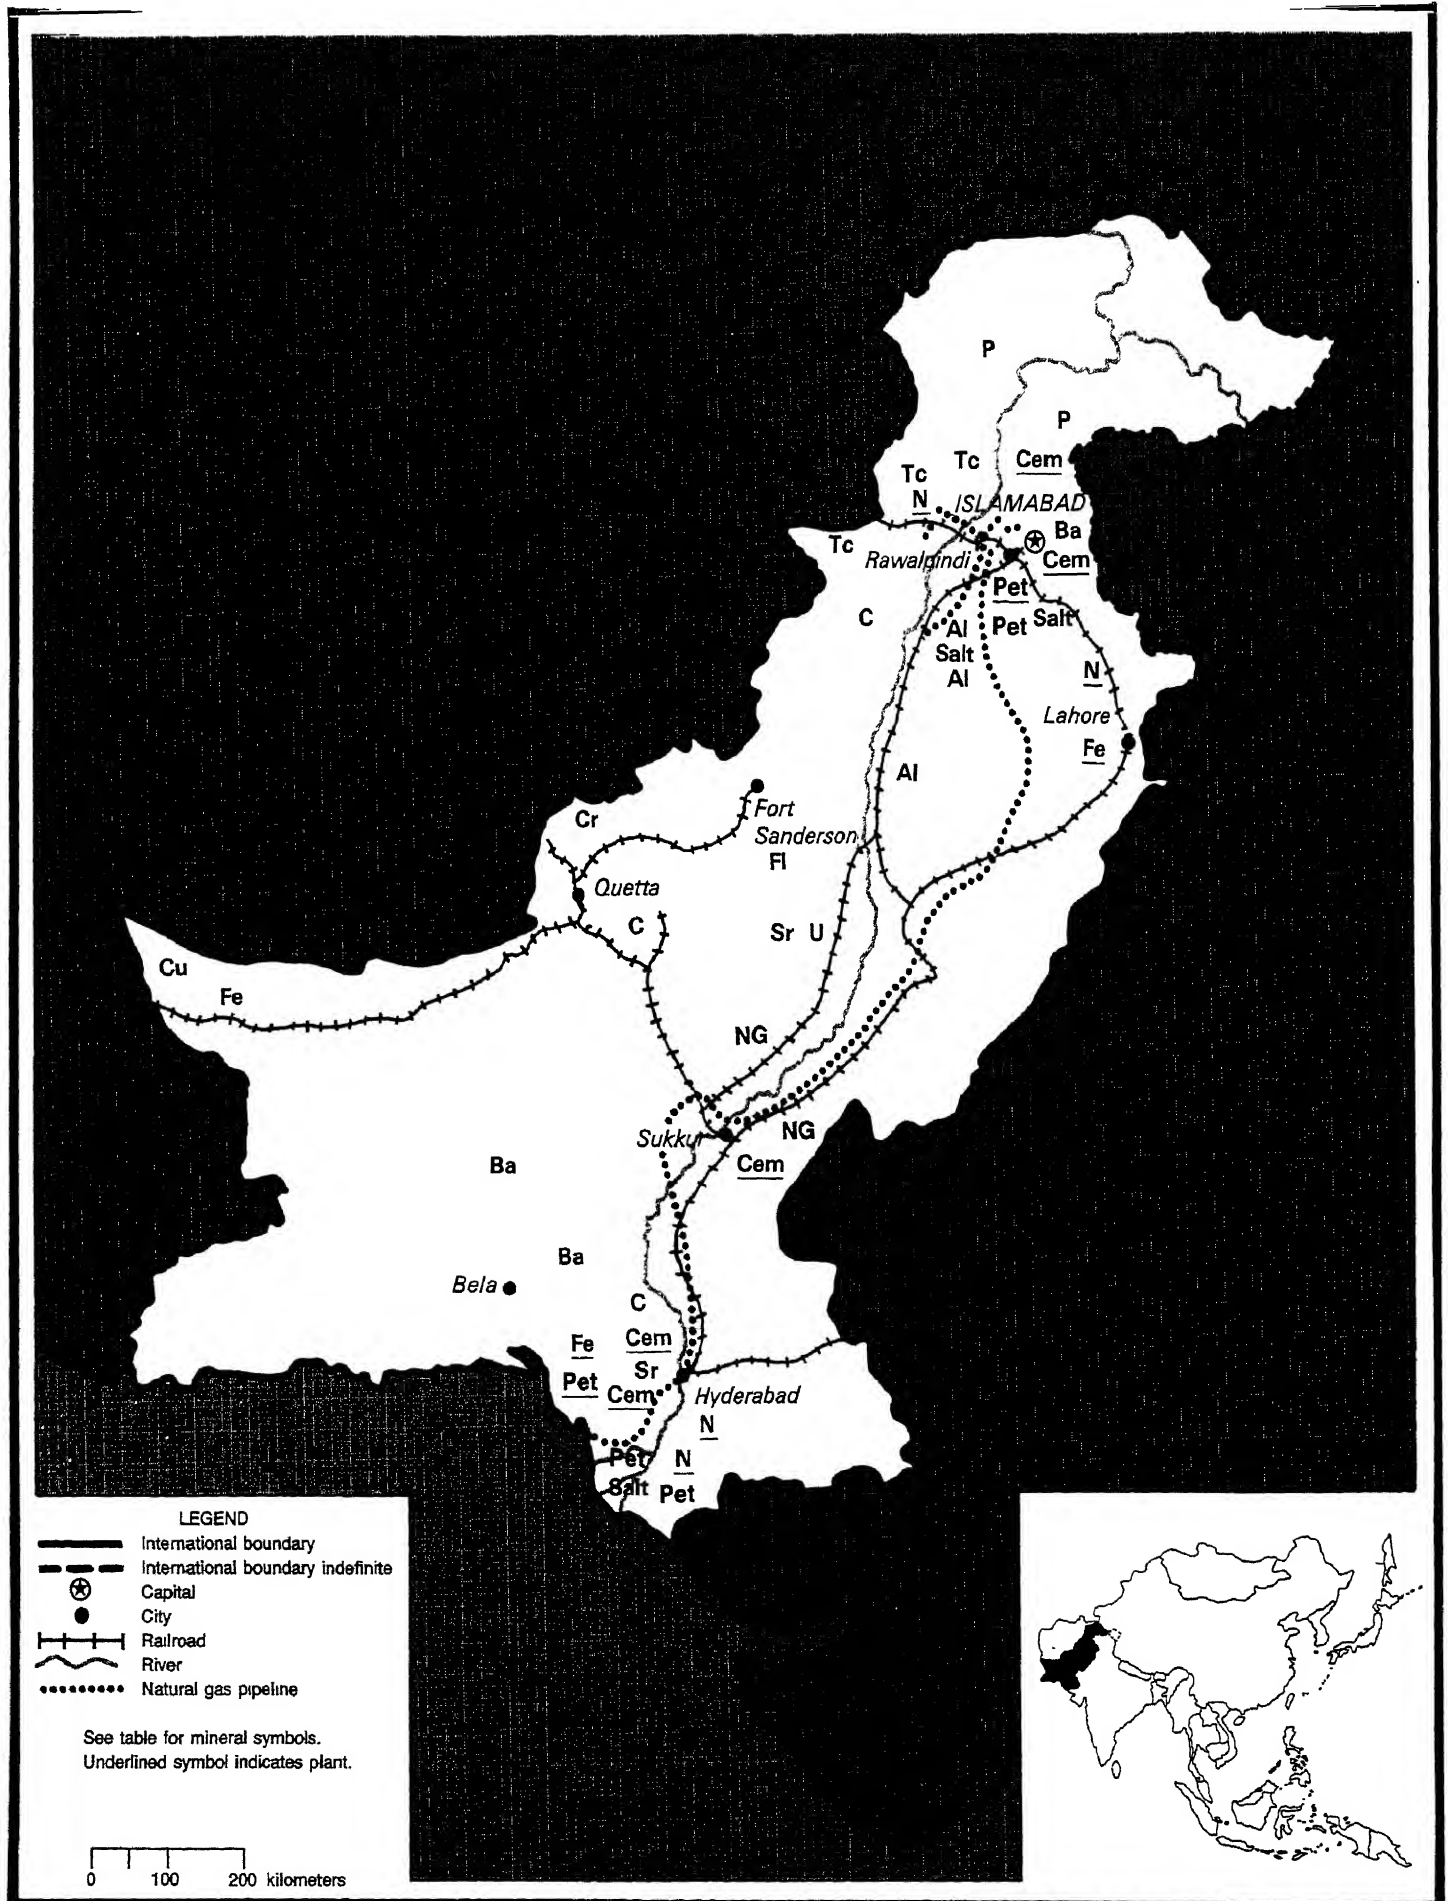 P
P
Tc
Cem
Tc
N
ISLAMABAD
Ba
Tc
Rawalpindi
Cem
Pet
C
Al
Pet
Salt
Salt
Al
N
Lahore
Fe
Al
Cr
Fort
Sanderson
Fl
Quetta
C
Sr
U
Cu
Fe
NG
Sukkur
NG
Cem
Ba
Ba
Bela
C
Fe
Cem
Sr
Pet
Cem
Hyderabad
N
Pet
N
Salt
Pet
LEGEND
International boundary
International boundary indefinite
Capital
City
Railroad
River
Natural gas pipeline
See table for mineral symbols.
Underlined symbol indicates plant.
0 100 200 kilometers